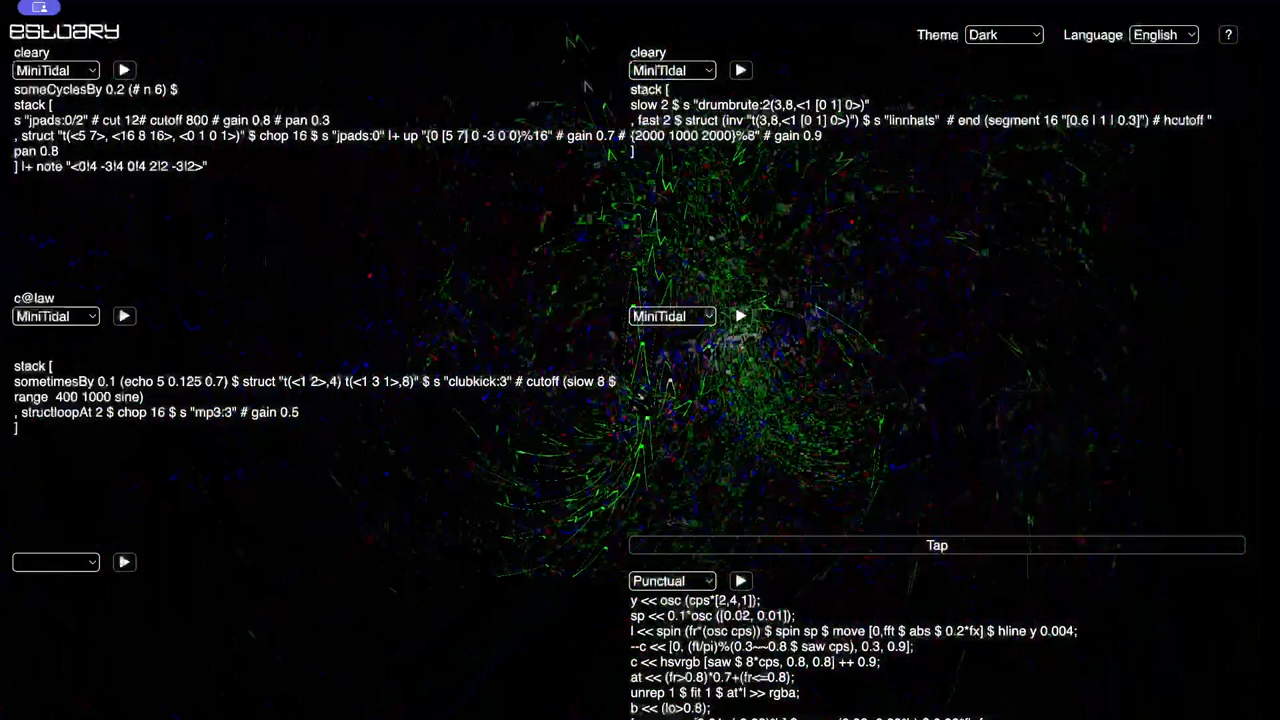 estuary
Theme Dark Language English ?
cleary
MiniTidal
someCyclesBy 0.2 (# n 6) $
stack [
s "jpads:0/2" # cut 12# cutoff 800 # gain 0.8 # pan 0.3
, struct "t(<5 7>, <16 8 16>, <0 1 0 1>)" $ chop 16 $ s "jpads:0" |+ up "{0 [5 7] 0 -3 0 0}%16" # gain 0.7 #
pan 0.8
] |+ note "<0!4 -3!4 0!4 2!2 -3!2>"
cleary
MiniTidal
stack [
slow 2 $ s "drumbrute:2(3,8,<1 [0 1] 0>)"
, fast 2 $ struct (inv "t(3,8,<1 [0 1] 0>)") $ s "linnhats"  # end (segment 16 "[0.6 | 1 | 0.3]") # hcutoff "
{2000 1000 2000}%8" # gain 0.9
]
c@law
MiniTidal
stack [
sometimesBy 0.1 (echo 5 0.125 0.7) $ struct "t(<1 2>,4) t(<1 3 1>,8)" $ s "clubkick:3" # cutoff (slow 8 $
range  400 1000 sine)
, structloopAt 2 $ chop 16 $ s "mp3:3" # gain 0.5
]
MiniTidal
Tap
Punctual
y << osc (cps*[2,4,1]);
sp << 0.1*osc ([0.02, 0.01]);
l << spin (fr*(osc cps)) $ spin sp $ move [0,fft $ abs $ 0.2*fx] $ hline y 0.004;
--c << [0, (ft/pi)%(0.3~~0.8 $ saw cps), 0.3, 0.9];
c << hsvrgb [saw $ 8*cps, 0.8, 0.8] ++ 0.9;
at << (fr>0.8)*0.7+(fr<=0.8);
unrep 1 $ fit 1 $ at*l >> rgba;
b << (lo>0.8);